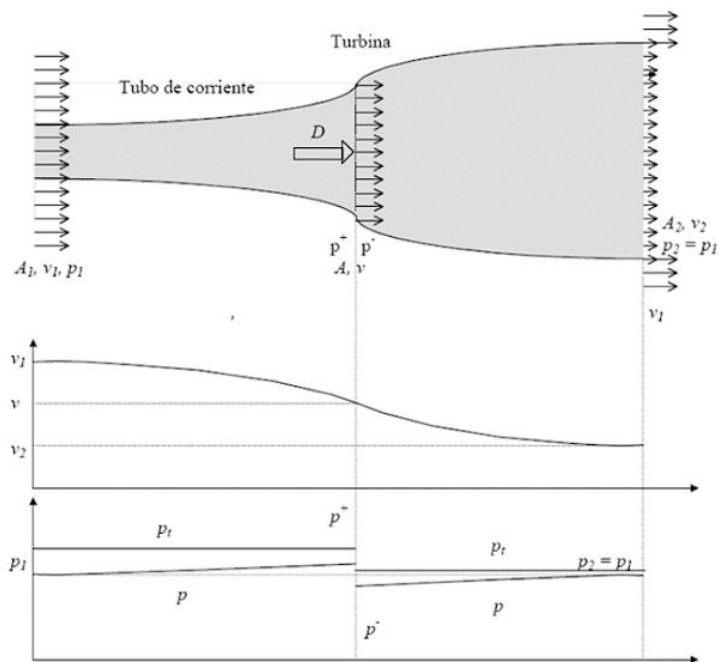 Turbina
Tubo de corriente
D
A₂, v₂
p⁺ p⁻
p₂ = p₁
A₁, v₁, p₁
A, v
v₁
,
v₁
v
v₂
p⁺
pₜ
pₜ
p₁
p₂ = p₁
p
p
p⁻